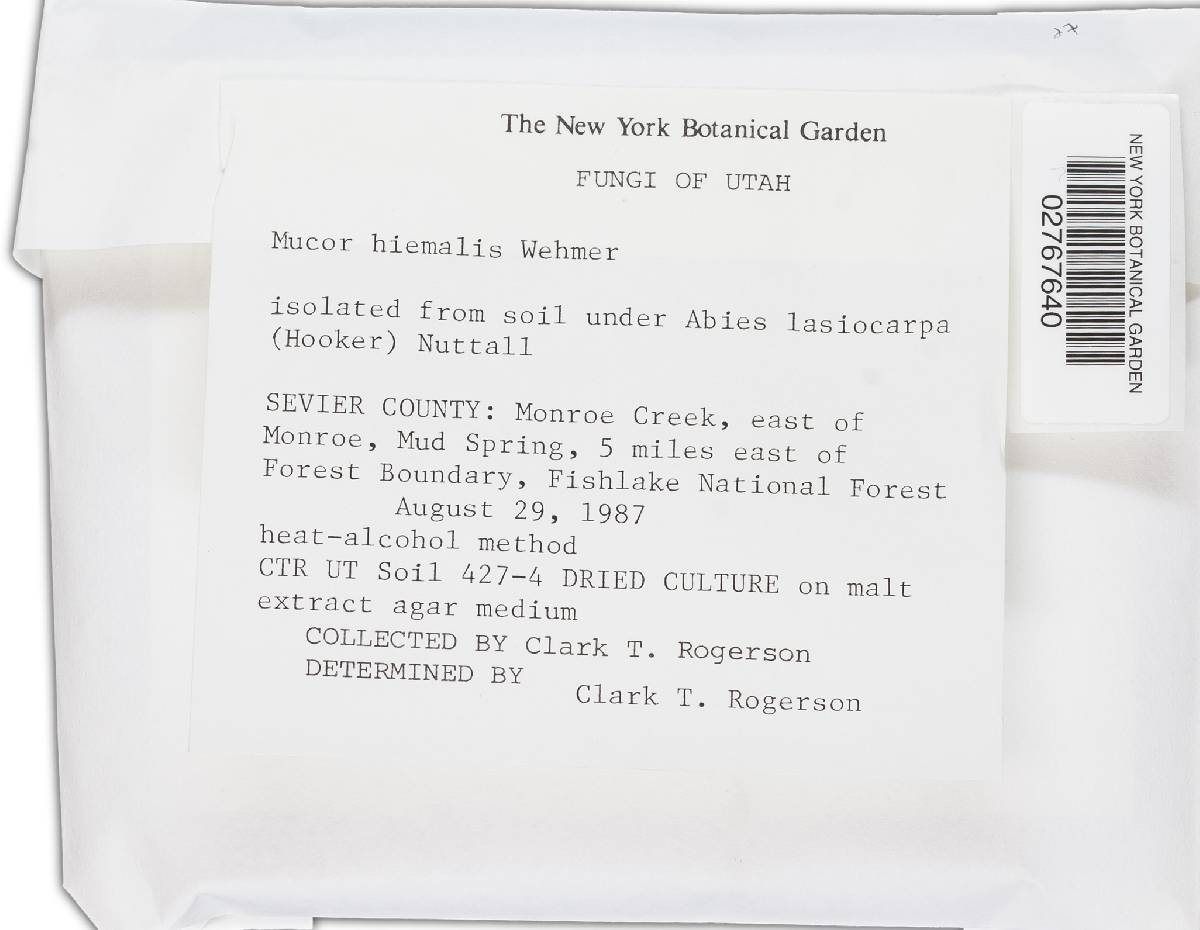 The New York Botanical Garden
FUNGI OF UTAH
Mucor hiemalis Wehmer
isolated from soil under Abies lasiocarpa
(Hooker) Nuttall
SEVIER COUNTY: Monroe Creek, east of
Monroe, Mud Spring, 5 miles east of
Forest Boundary, Fishlake National Forest
August 29, 1987
heat-alcohol method
CTR UT Soil 427-4 DRIED CULTURE on malt
extract agar medium
COLLECTED BY Clark T. Rogerson
DETERMINED BY
Clark T. Rogerson
NEW YORK BOTANICAL GARDEN
02767640